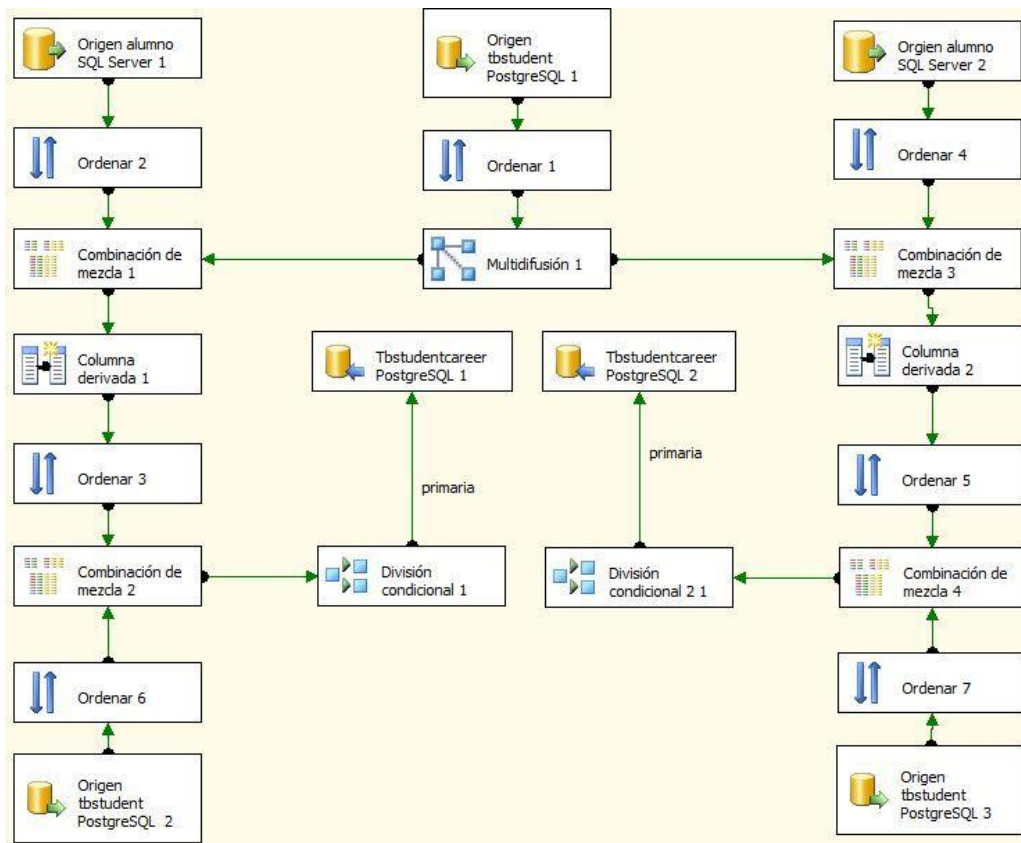 Origen alumno
SQL Server 1
Origen
tbstudent
PostgreSQL 1
Orgien alumno
SQL Server 2
Ordenar 2
Ordenar 1
Ordenar 4
Combinación de
mezcla 1
Multidifusión 1
Combinación de
mezcla 3
Columna
derivada 1
Tbstudentcareer
PostgreSQL 1
Tbstudentcareer
PostgreSQL 2
Columna
derivada 2
Ordenar 3
primaria
primaria
Ordenar 5
Combinación de
mezcla 2
División
condicional 1
División
condicional 2 1
Combinación de
mezcla 4
Ordenar 6
Ordenar 7
Origen
tbstudent
PostgreSQL 2
Origen
tbstudent
PostgreSQL 3